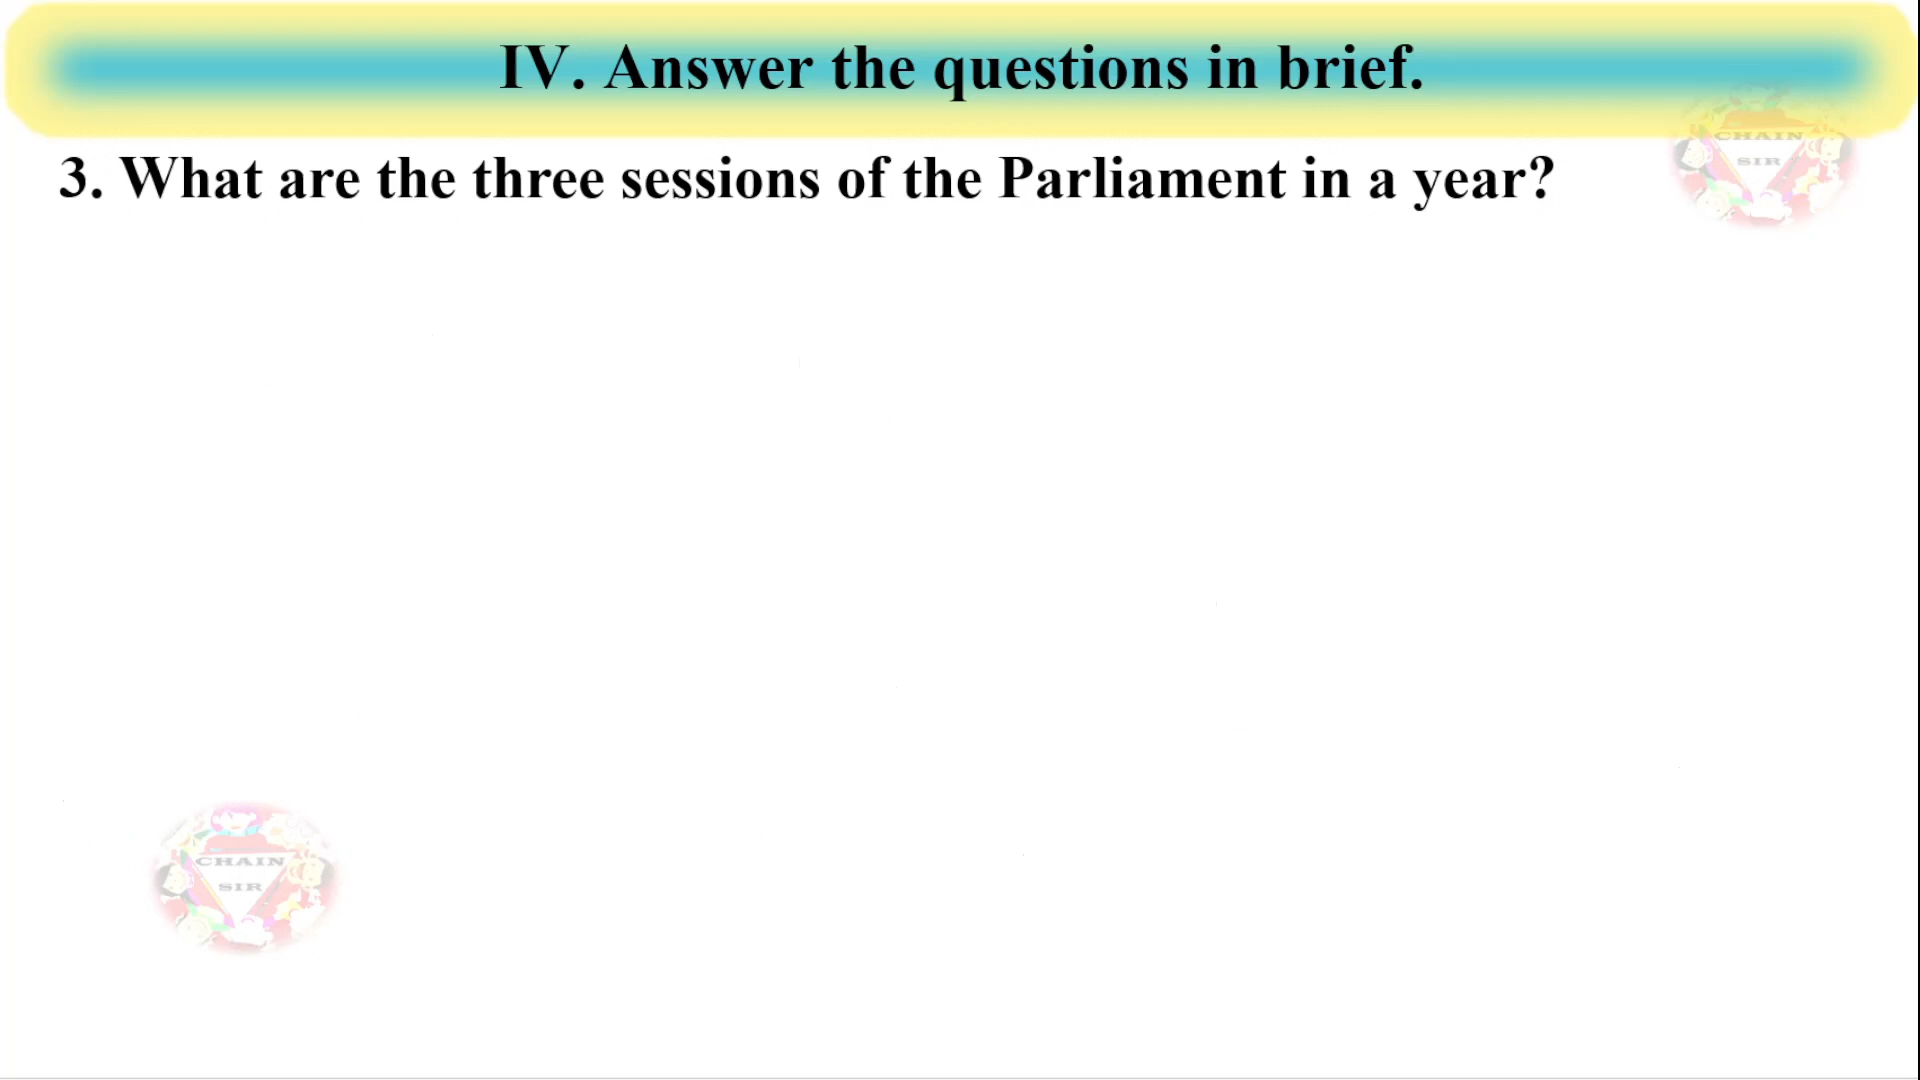 IV. Answer the questions in brief.
CHAIN
SIR
3. What are the three sessions of the Parliament in a year?
CHAIN
SIR